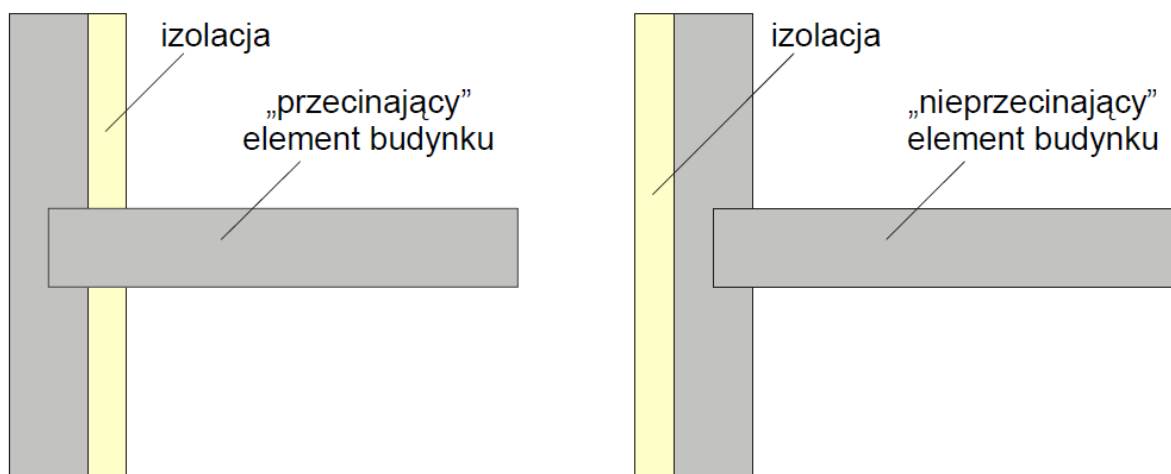 izolacja
„przecinający”
element budynku
izolacja
„nieprzecinający”
element budynku